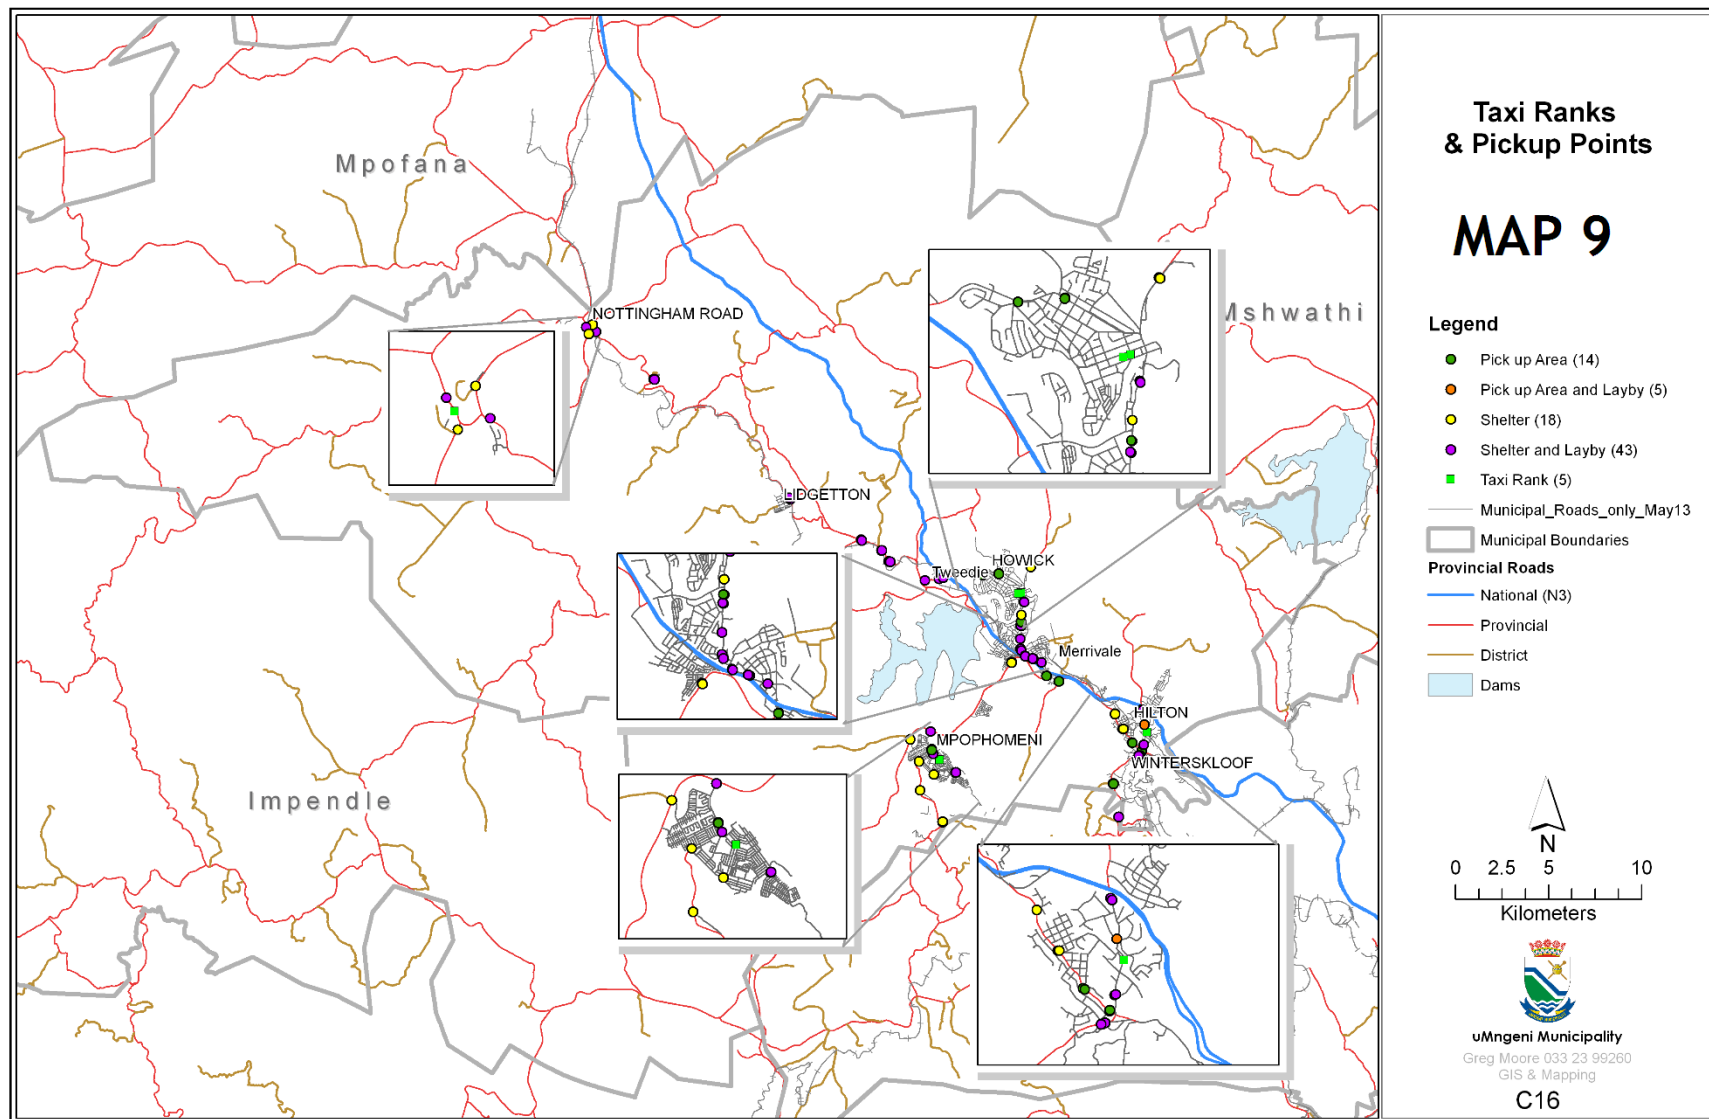 Taxi Ranks
& Pickup Points
MAP 9
Legend
Pick up Area (14)
Pick up Area and Layby (5)
Shelter (18)
Shelter and Layby (43)
Taxi Rank (5)
Municipal_Roads_only_May13
Municipal Boundaries
Provincial Roads
National (N3)
Provincial
District
Dams
Mpofana
Mshwathi
NOTTINGHAM ROAD
LIDGETTON
HOWICK
Tweedie
Merrivale
HILTON
MPOPHOMENI
WINTERSKLOOF
Impendle
N
0 2.5 5 10
Kilometers
uMngeni Municipality
Greg Moore 033 23 99260
GIS & Mapping
C16